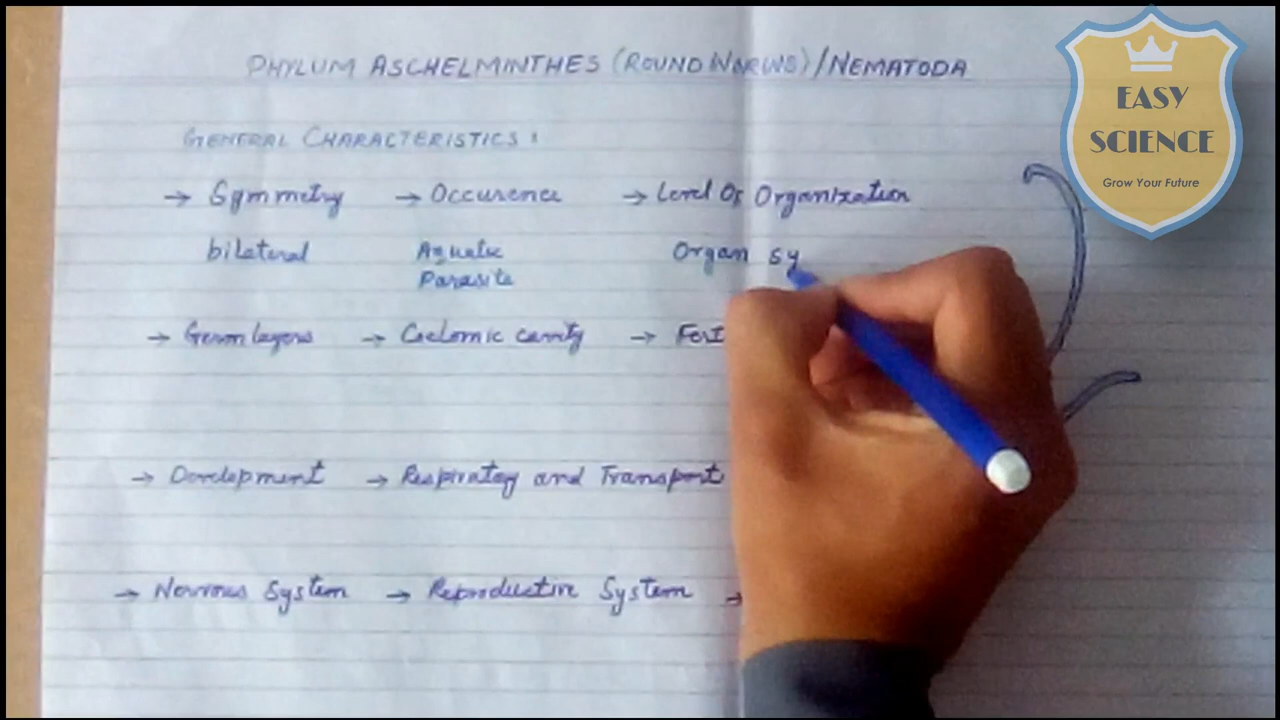 PHYLUM ASCHELMINTHES (ROUND WORMS)/NEMATODA
EASY
SCIENCE
Grow Your Future
GENERAL CHARACTERISTICS:
→ Symmetry → Occurence → Level Of Organization
bilateral Aquatic Organ sy
Parasite
→ Germ layers → Coelomic cavity → Fert
→ Development → Respiratory and Transport
→ Nervous System → Reproductive System →